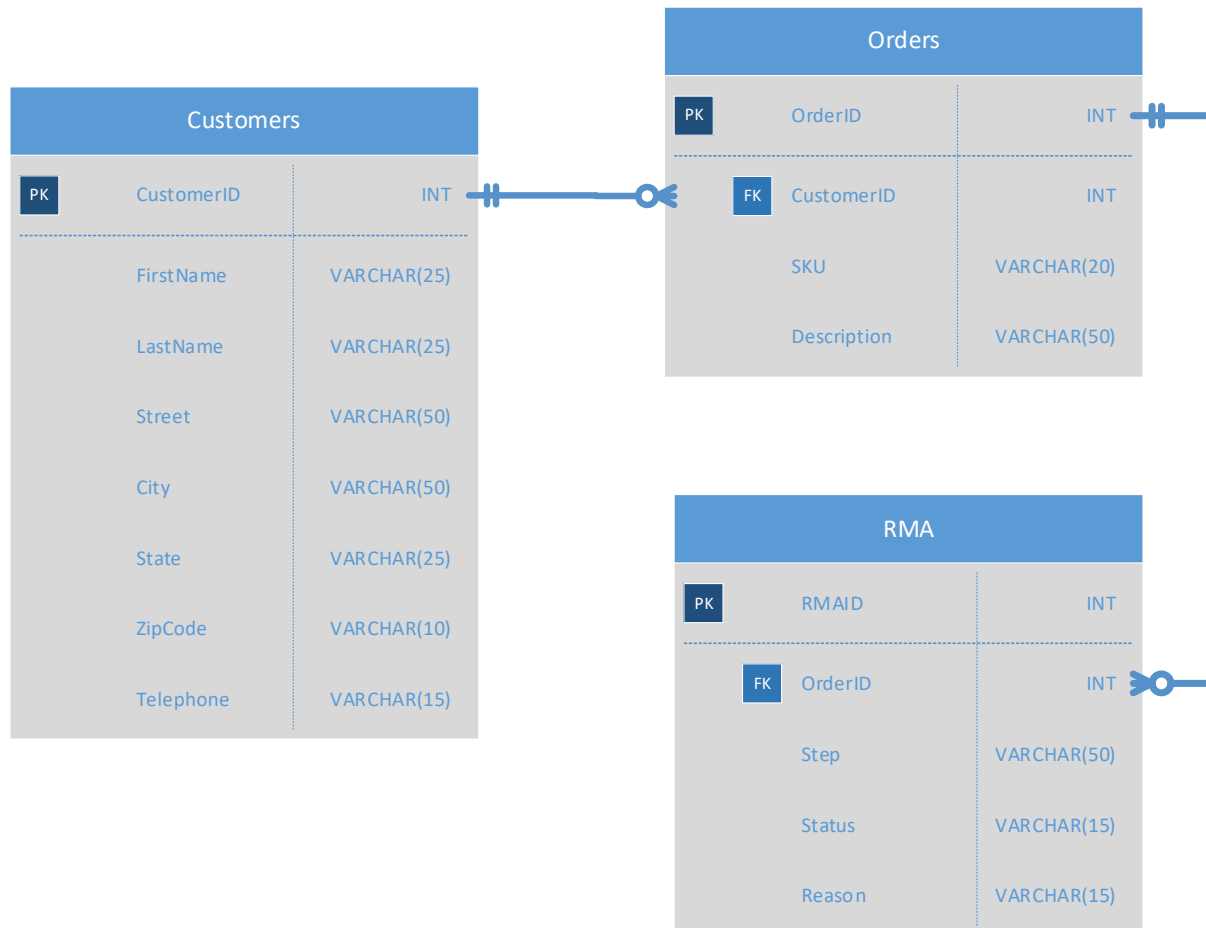 Customers
PK CustomerID INT
FirstName VARCHAR(25)
LastName VARCHAR(25)
Street VARCHAR(50)
City VARCHAR(50)
State VARCHAR(25)
ZipCode VARCHAR(10)
Telephone VARCHAR(15)
Orders
PK OrderID INT
FK CustomerID INT
SKU VARCHAR(20)
Description VARCHAR(50)
RMA
PK RMAID INT
FK OrderID INT
Step VARCHAR(50)
Status VARCHAR(15)
Reason VARCHAR(15)